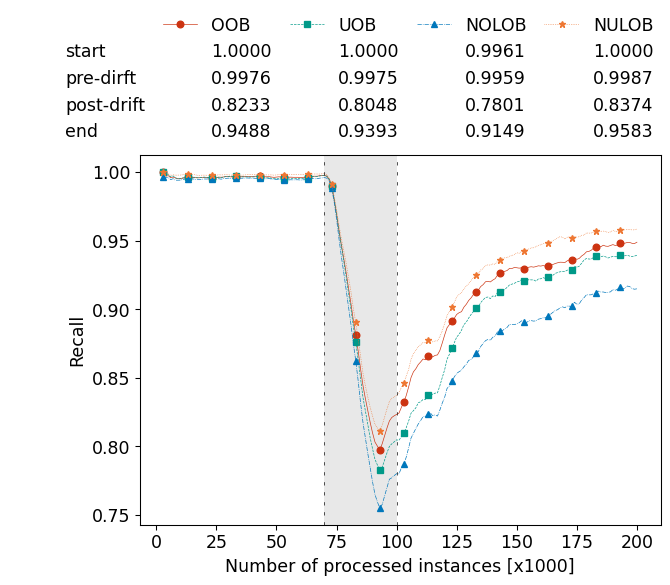 OOB UOB NOLOB NULOB
start 1.0000 1.0000 0.9961 1.0000
pre-dirft 0.9976 0.9975 0.9959 0.9987
post-drift 0.8233 0.8048 0.7801 0.8374
end 0.9488 0.9393 0.9149 0.9583
1.00
0.95
0.90
0.85
0.80
0.75
Recall
0 25 50 75 100 125 150 175 200
Number of processed instances [x1000]